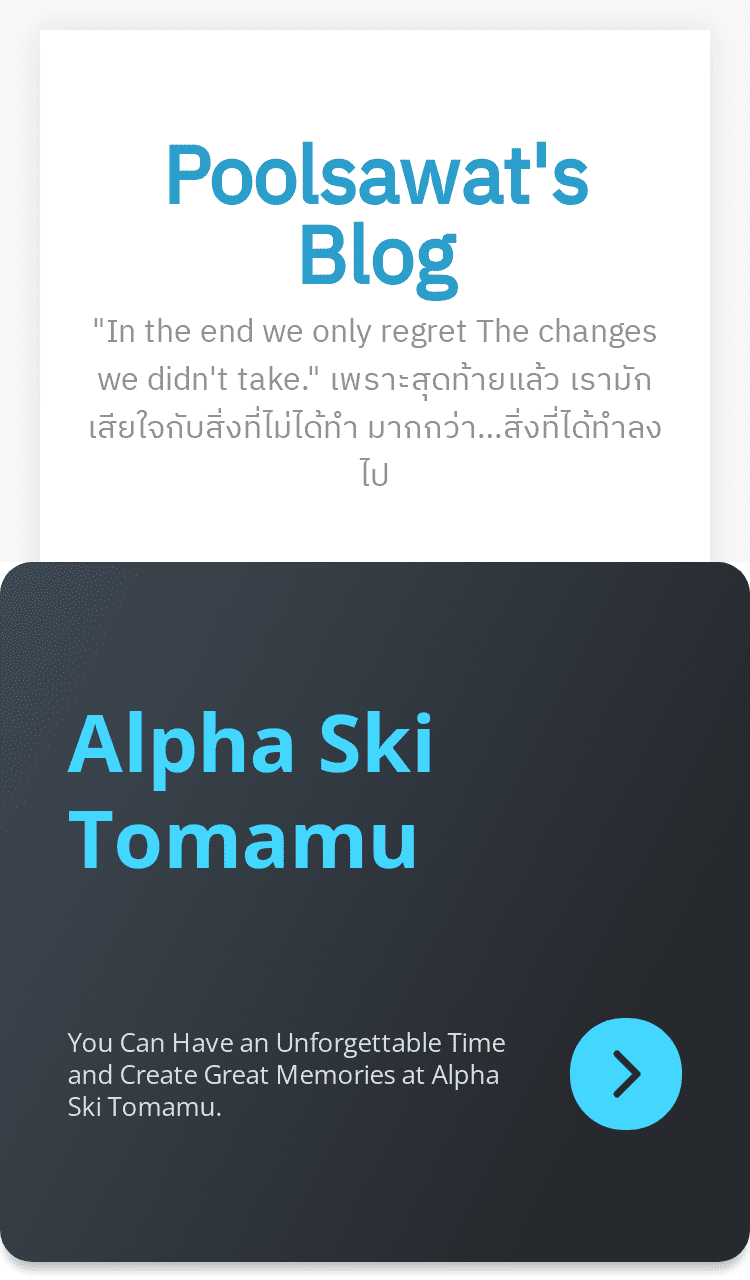 Poolsawat's
Blog
"In the end we only regret The changes
we didn't take." เพราะสุดท้ายแล้ว เรามัก
เสียใจกับสิ่งที่ไม่ได้ทำ มากกว่า...สิ่งที่ได้ทำลง
ไป
Alpha Ski
Tomamu
You Can Have an Unforgettable Time
and Create Great Memories at Alpha
Ski Tomamu.